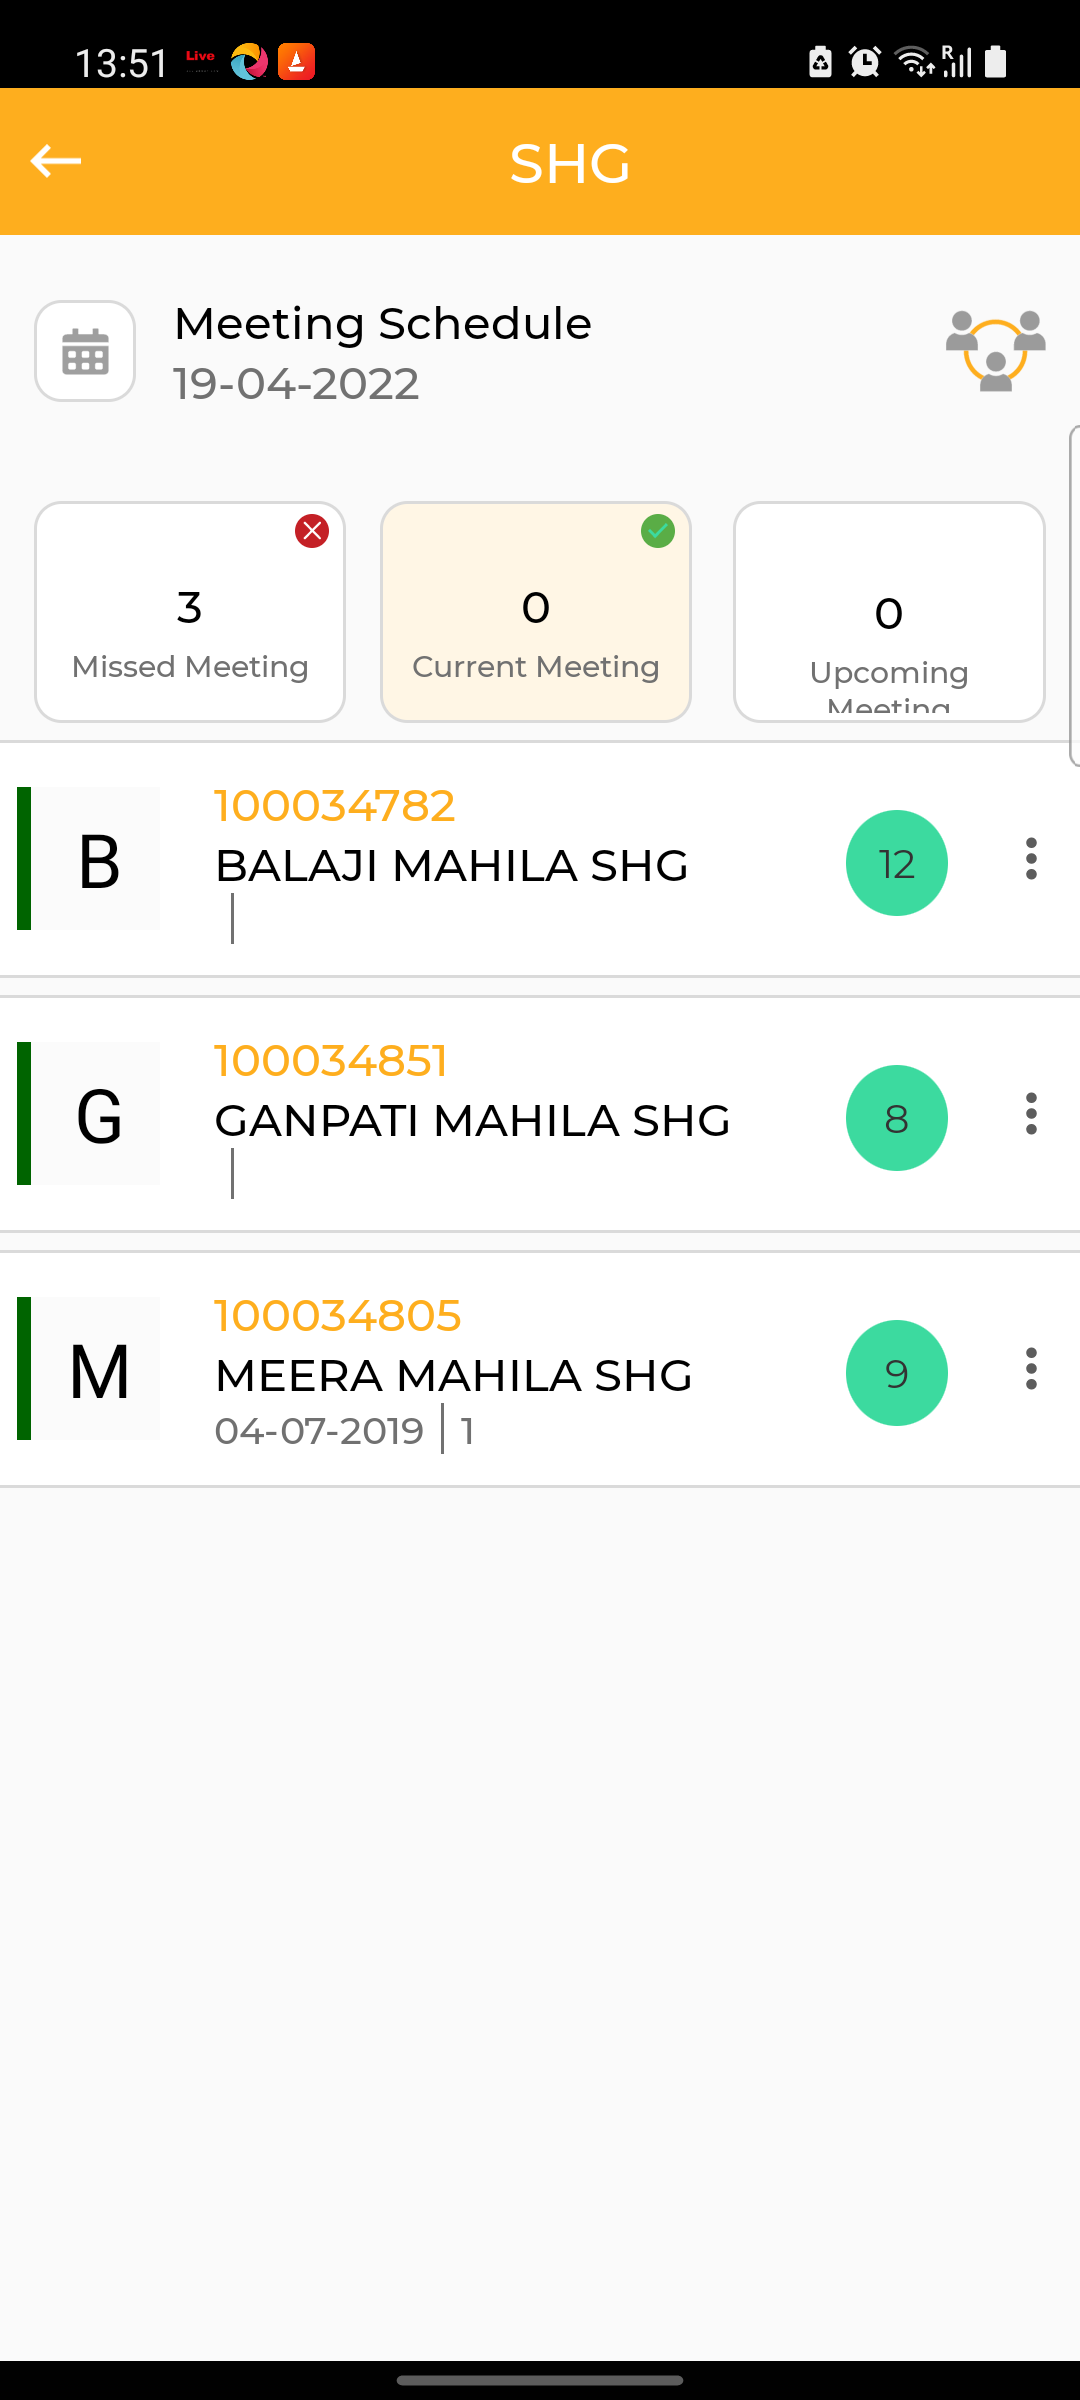 13:51 Live R
SHG
Meeting Schedule
19-04-2022
3
Missed Meeting
0
Current Meeting
0
Upcoming
Meeting
B
100034782
BALAJI MAHILA SHG
12
G
100034851
GANPATI MAHILA SHG
8
M
100034805
MEERA MAHILA SHG
04-07-2019 | 1
9